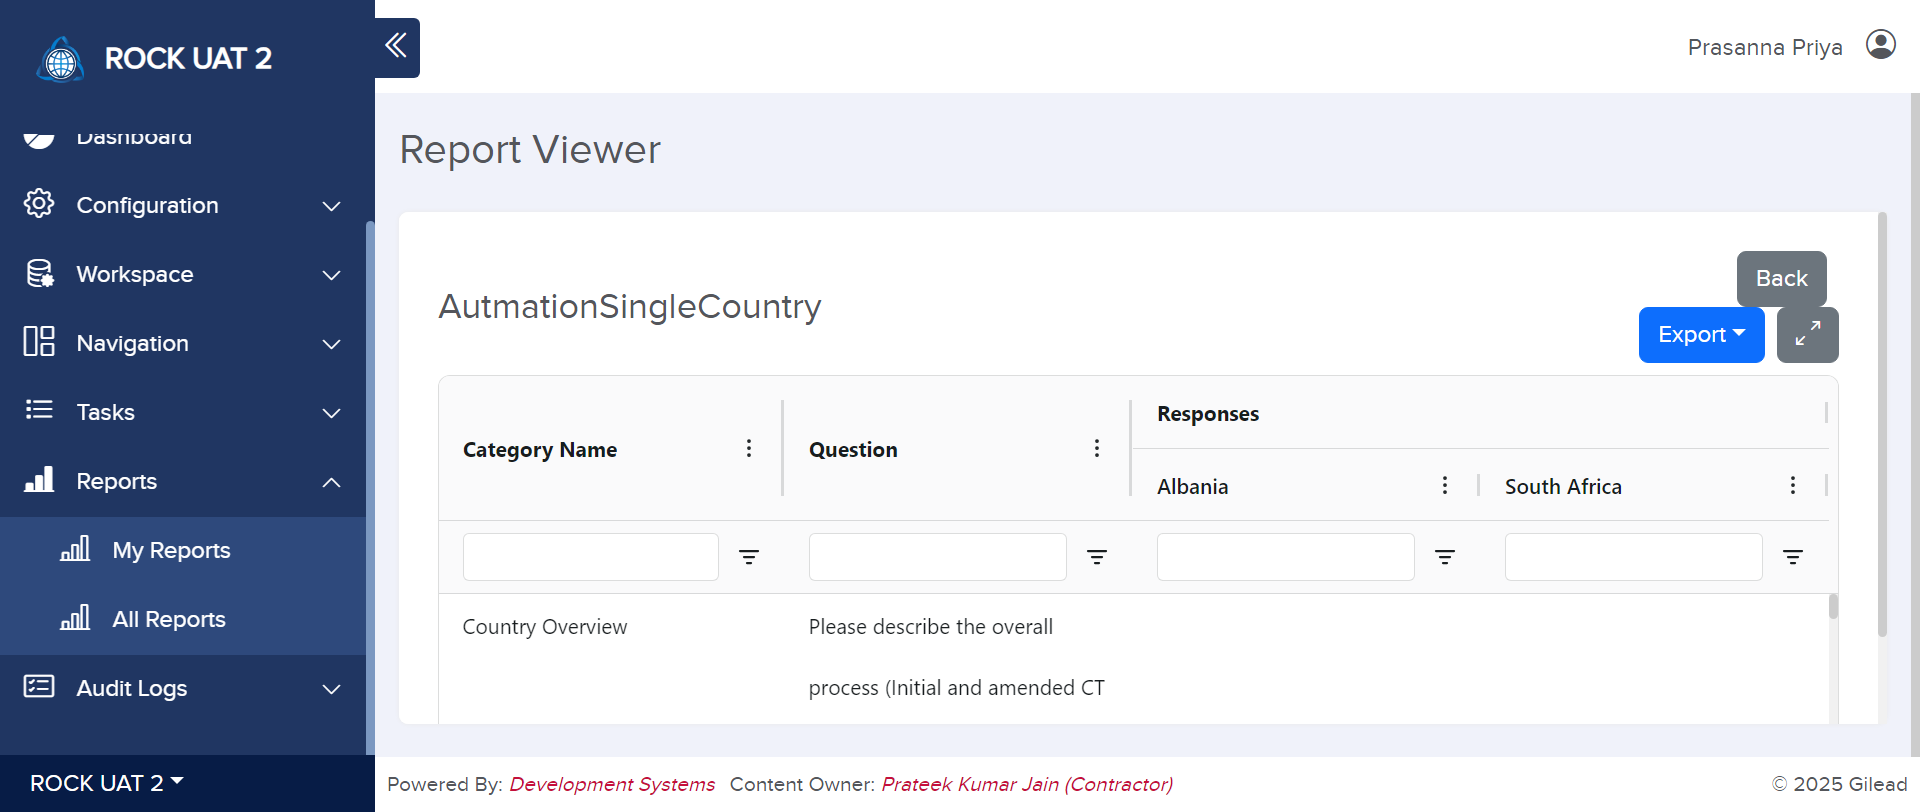 ROCK UAT 2
Prasanna Priya
Dashboard
Configuration
Workspace
Navigation
Tasks
Reports
My Reports
All Reports
Audit Logs
ROCK UAT 2
Report Viewer
Back
AutmationSingleCountry
Export
Category Name
Question
Responses
Albania
South Africa
Country Overview
Please describe the overall
process (Initial and amended CT
Powered By: Development Systems Content Owner: Prateek Kumar Jain (Contractor)
© 2025 Gilead